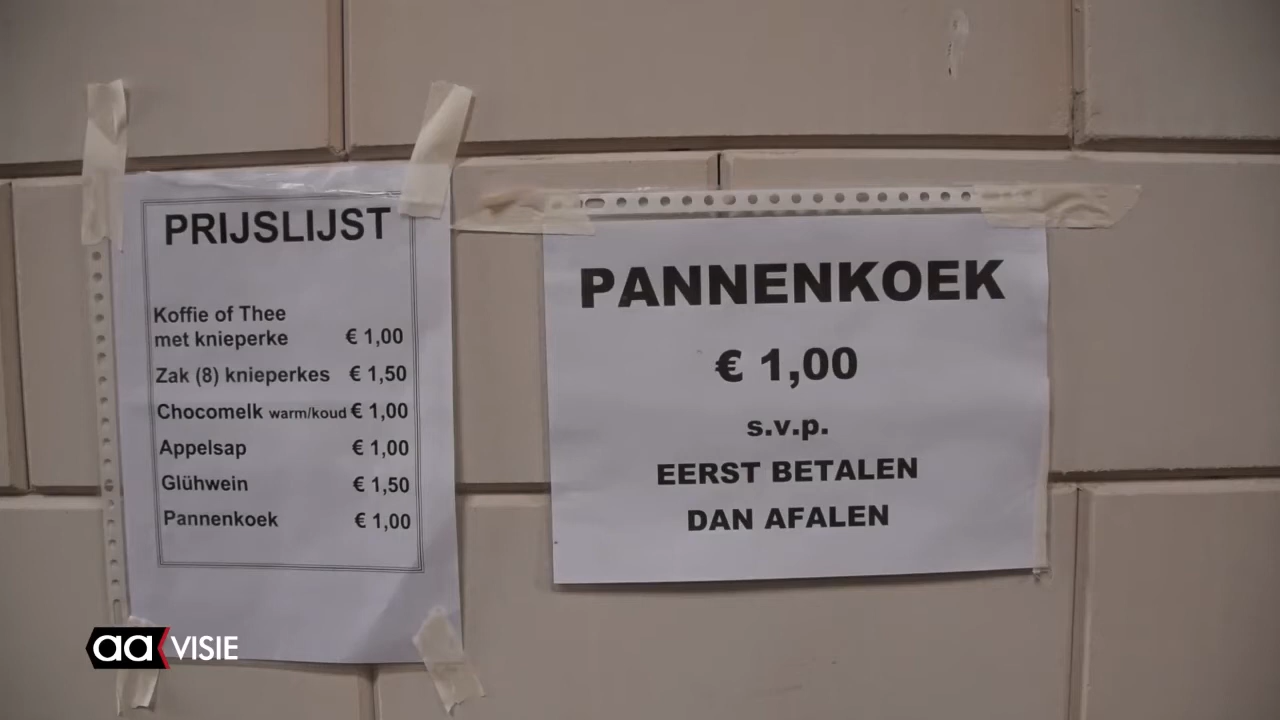 PRIJSLIJST
Koffie of Thee
met knieperke € 1,00
Zak (8) knieperkes € 1,50
Chocomelk warm/koud € 1,00
Appelsap € 1,00
Glühwein € 1,50
Pannenkoek € 1,00
PANNENKOEK
€ 1,00
s.v.p.
EERST BETALEN
DAN AFALEN
aa VISIE